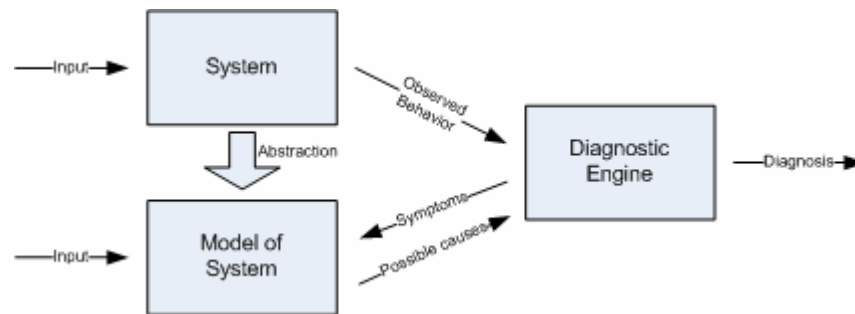 Input
System
Observed
Behavior
Abstraction
Diagnostic
Engine
Diagnosis
Symptoms
Input
Model of
System
Possible causes